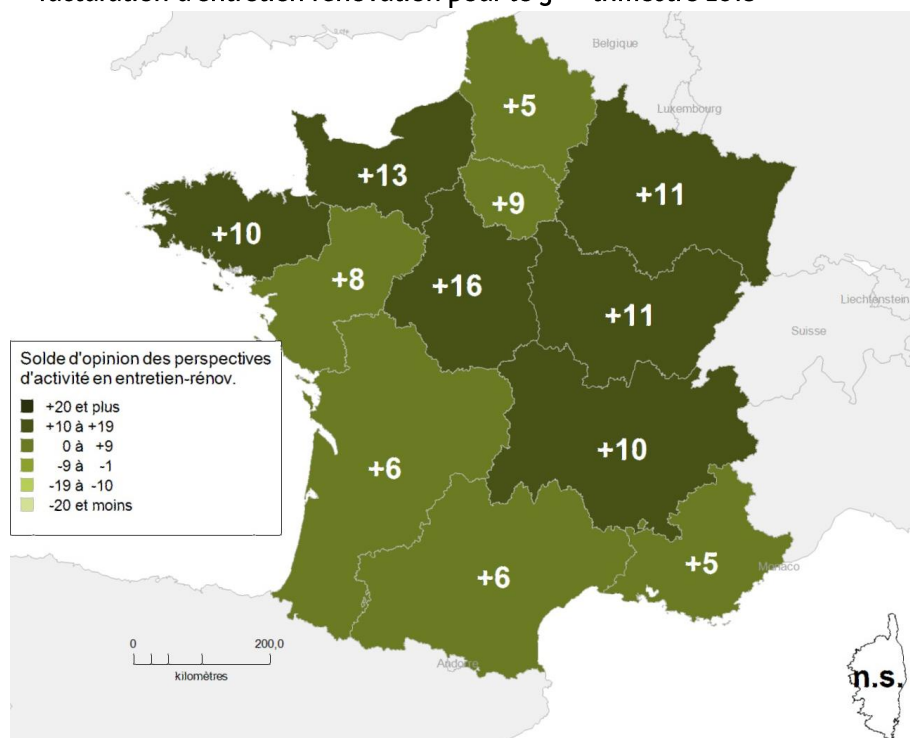 Belgique
Luxembourg
+5
+13
+9
+11
+10
+8
+16
+11
Liechtenstein
Suisse
Solde d'opinion des perspectives
d'activité en entretien-rénov.
+20 et plus
+10 à +19
0 à +9
-9 à -1
-19 à -10
-20 et moins
+6
+10
+6
+5
Monaco
Andorre
0 200,0
kilomètres
n.s.